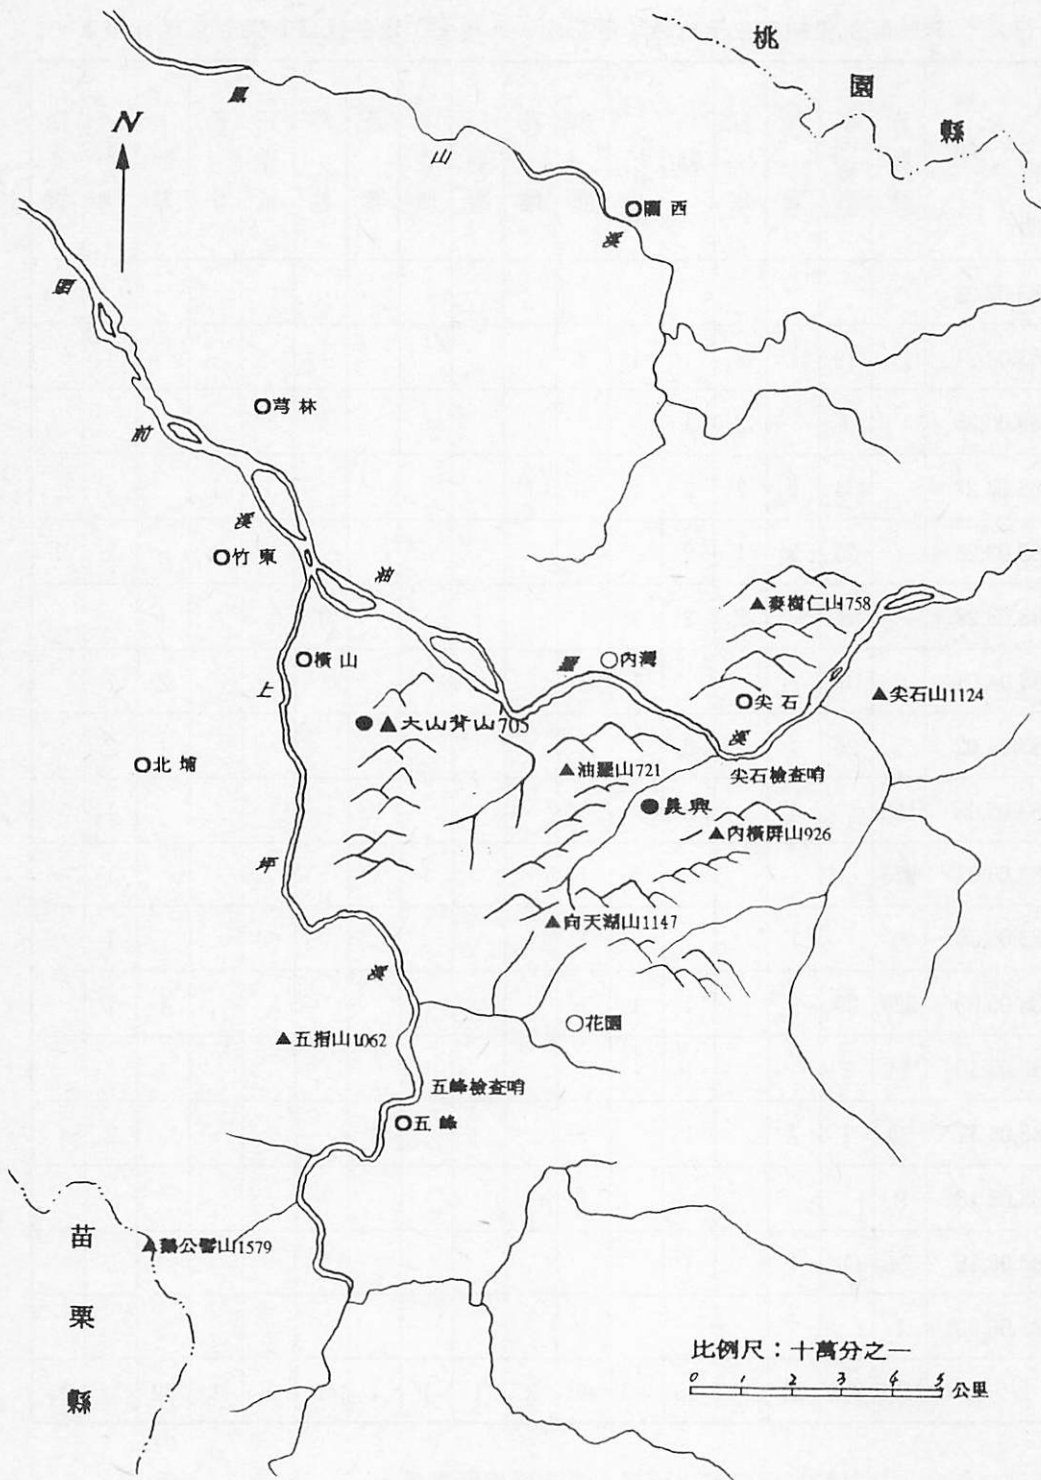 桃園縣
N
鳳山溪
關西
頭前溪
芎林
竹東
油羅溪
麥樹仁山758
橫山
內灣
尖石
尖石山1124
上坪溪
大山背山705
北埔
油羅山721
尖石檢查哨
義興
內橫屏山926
向天湖山1147
花園
五指山1062
五峰檢查哨
五峰
苗栗縣
鵝公髻山1579
比例尺：十萬分之一
0 1 2 3 4 5 公里